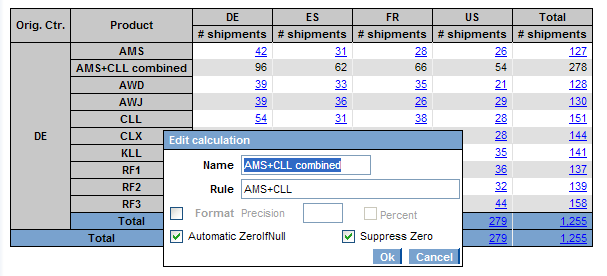 Orig. Ctr. Product DE ES FR US Total
# shipments # shipments # shipments # shipments # shipments
DE
AMS 42 31 28 26 127
AMS+CLL combined 96 62 66 54 278
AWD 39 33 35 21 128
AWJ 39 36 26 29 130
CLL 54 31 38 28 151
CLX 28 144
KLL 35 141
RF1 36 137
RF2 32 139
RF3 44 158
Total 279 1,255
Total 279 1,255
Edit calculation
Name AMS+CLL combined
Rule AMS+CLL
Format Precision Percent
Automatic ZeroIfNull Suppress Zero
Ok Cancel